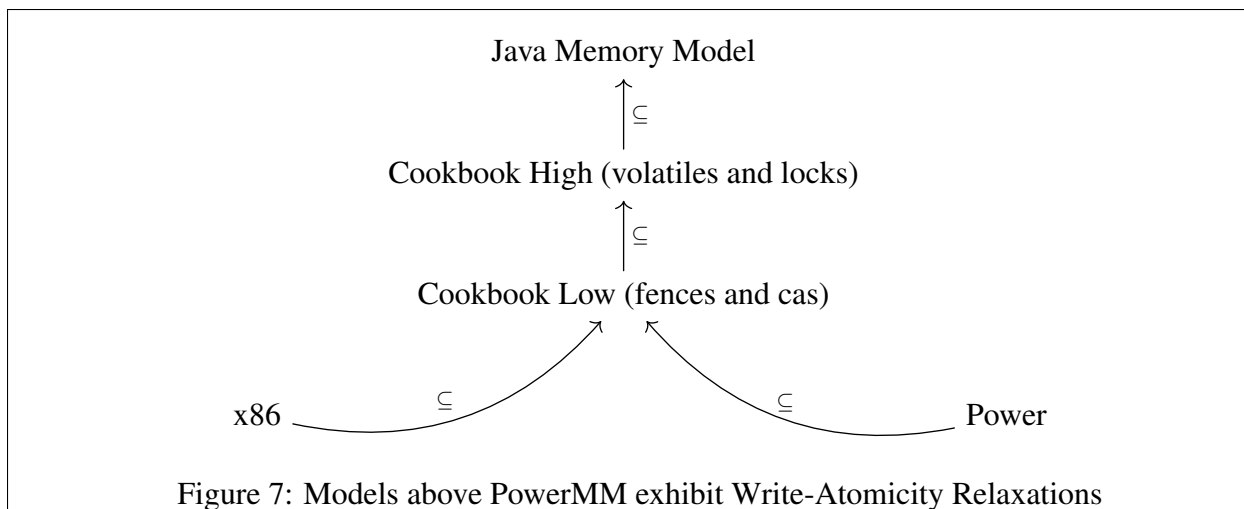 Java Memory Model
⊆
Cookbook High (volatiles and locks)
⊆
Cookbook Low (fences and cas)
⊆ ⊆
x86 Power
Figure 7: Models above PowerMM exhibit Write-Atomicity Relaxations